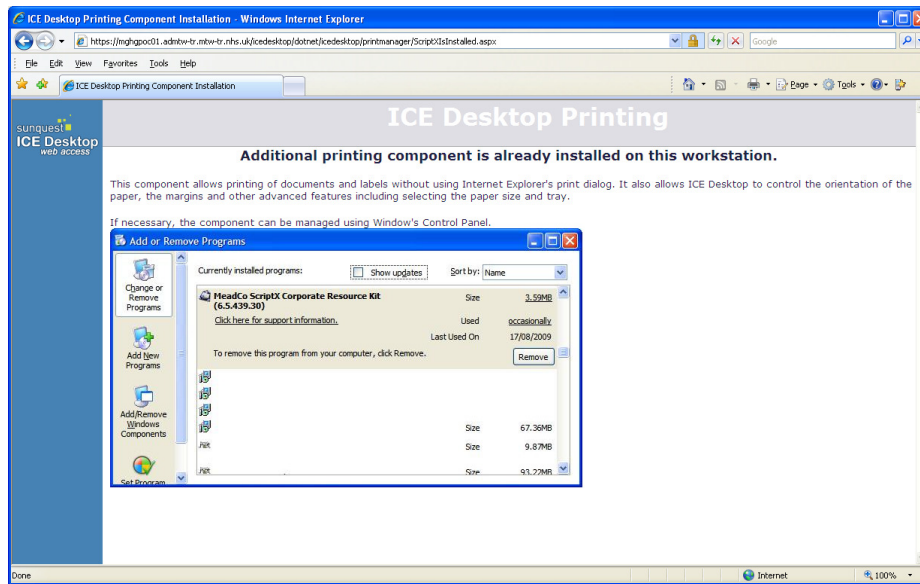 ICE Desktop Printing Component Installation - Windows Internet Explorer
https://mghgpoc01.admtw-tr.mtw-tr.nhs.uk/icedesktop/dotnet/icedesktop/printmanager/ScriptXIsInstalled.aspx
Google
File Edit View Favorites Tools Help
ICE Desktop Printing Component Installation
Page Tools
sunquest
ICE Desktop
web access
ICE Desktop Printing
Additional printing component is already installed on this workstation.
This component allows printing of documents and labels without using Internet Explorer's print dialog. It also allows ICE Desktop to control the orientation of the
paper, the margins and other advanced features including selecting the paper size and tray.
If necessary, the component can be managed using Window's Control Panel.
Add or Remove Programs
Change or
Remove
Programs
Add New
Programs
Add/Remove
Windows
Components
Set Program
Currently installed programs:
Show updates
Sort by: Name
MeadCo ScriptX Corporate Resource Kit
(6.5.439.30)
Size 3.59MB
Click here for support information.
Used occasionally
Last Used On 17/08/2009
To remove this program from your computer, click Remove.
Remove
Size 67.36MB
Size 9.87MB
Size 93.22MB
Done
Internet
100%